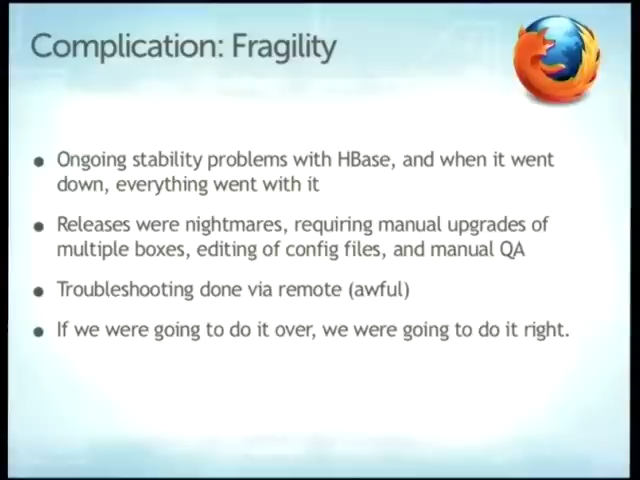 Complication: Fragility
• Ongoing stability problems with HBase, and when it went
down, everything went with it
• Releases were nightmares, requiring manual upgrades of
multiple boxes, editing of config files, and manual QA
• Troubleshooting done via remote (awful)
• If we were going to do it over, we were going to do it right.